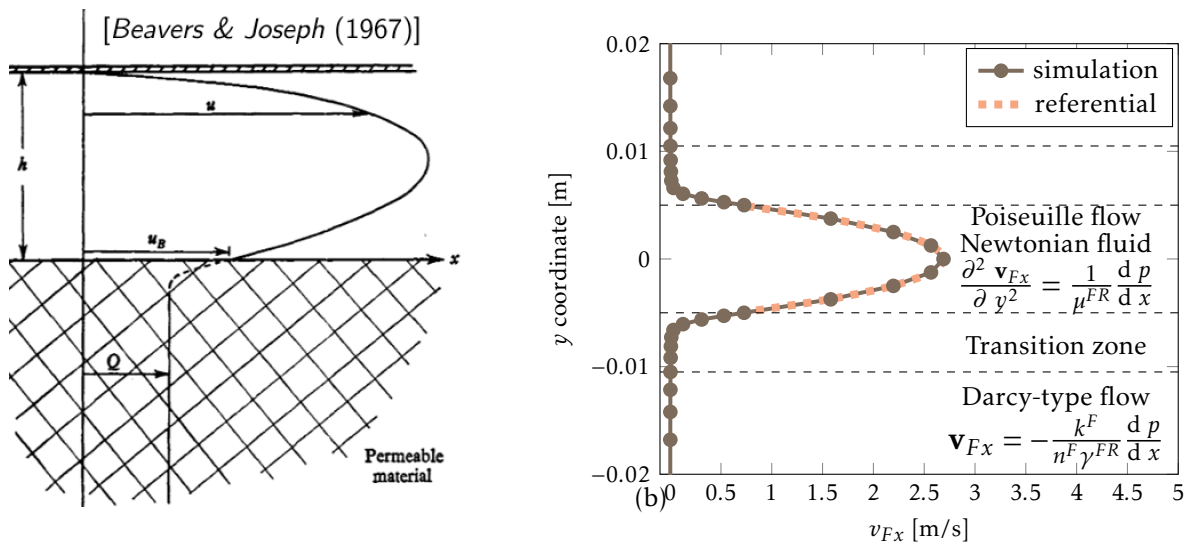 [Beavers & Joseph (1967)]
u
h
u_B
x
Q
Permeable
material
0.02
0.01
0
−0.01
−0.02
y coordinate [m]
simulation
referential
Poiseuille flow
Newtonian fluid
∂² v_Fx / ∂ y² = 1/μ^FR d p / d x
Transition zone
Darcy-type flow
v_Fx = − k^F / n^F γ^FR d p / d x
(b)
0 0.5 1 1.5 2 2.5 3 3.5 4 4.5 5
v_Fx [m/s]